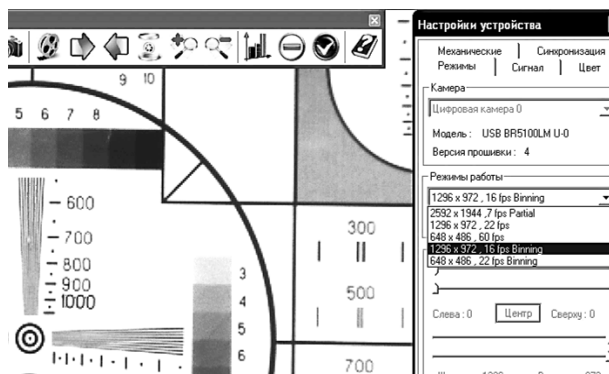 Настройки устройства
Механические
Синхронизация
Режимы
Сигнал
Цвет
Камера
Цифровая камера 0
Модель : USB BR5100LM U-0
Версия прошивки : 4
Режимы работы
1296 x 972 , 16 fps Binning
2592 x 1944 ,7 fps Partial
1296 x 972 , 22 fps
648 x 486 , 60 fps
1296 x 972 , 16 fps Binning
648 x 486 , 22 fps Binning
Слева : 0
Центр
Сверху : 0
9 10
5 6 7 8
600
700
800
900
1000
3
4
5
6
300
500
700